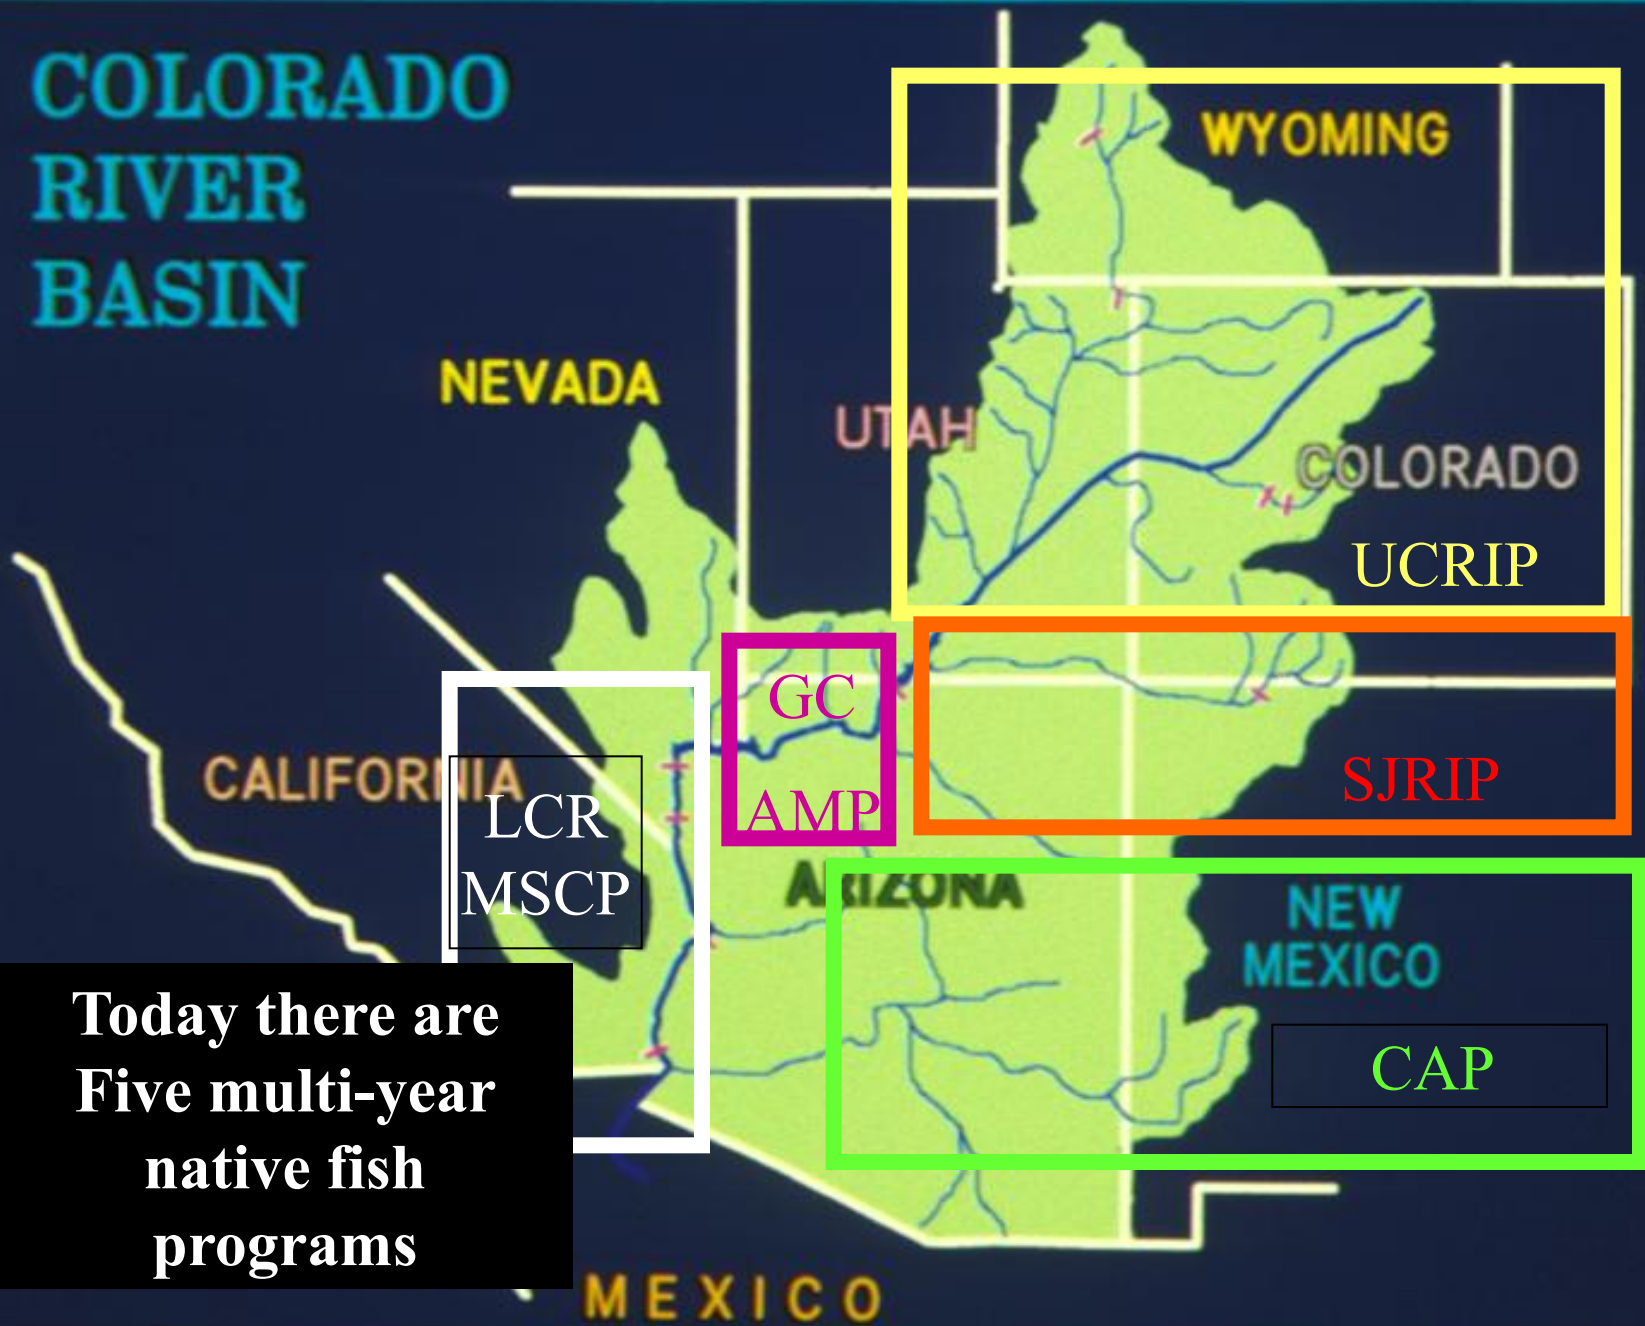 COLORADO
RIVER
BASIN
WYOMING
NEVADA
UTAH
COLORADO
UCRIP
GC
AMP
SJRIP
CALIFORNIA
LCR
MSCP
ARIZONA
NEW
MEXICO
CAP
Today there are
Five multi-year
native fish
programs
MEXICO